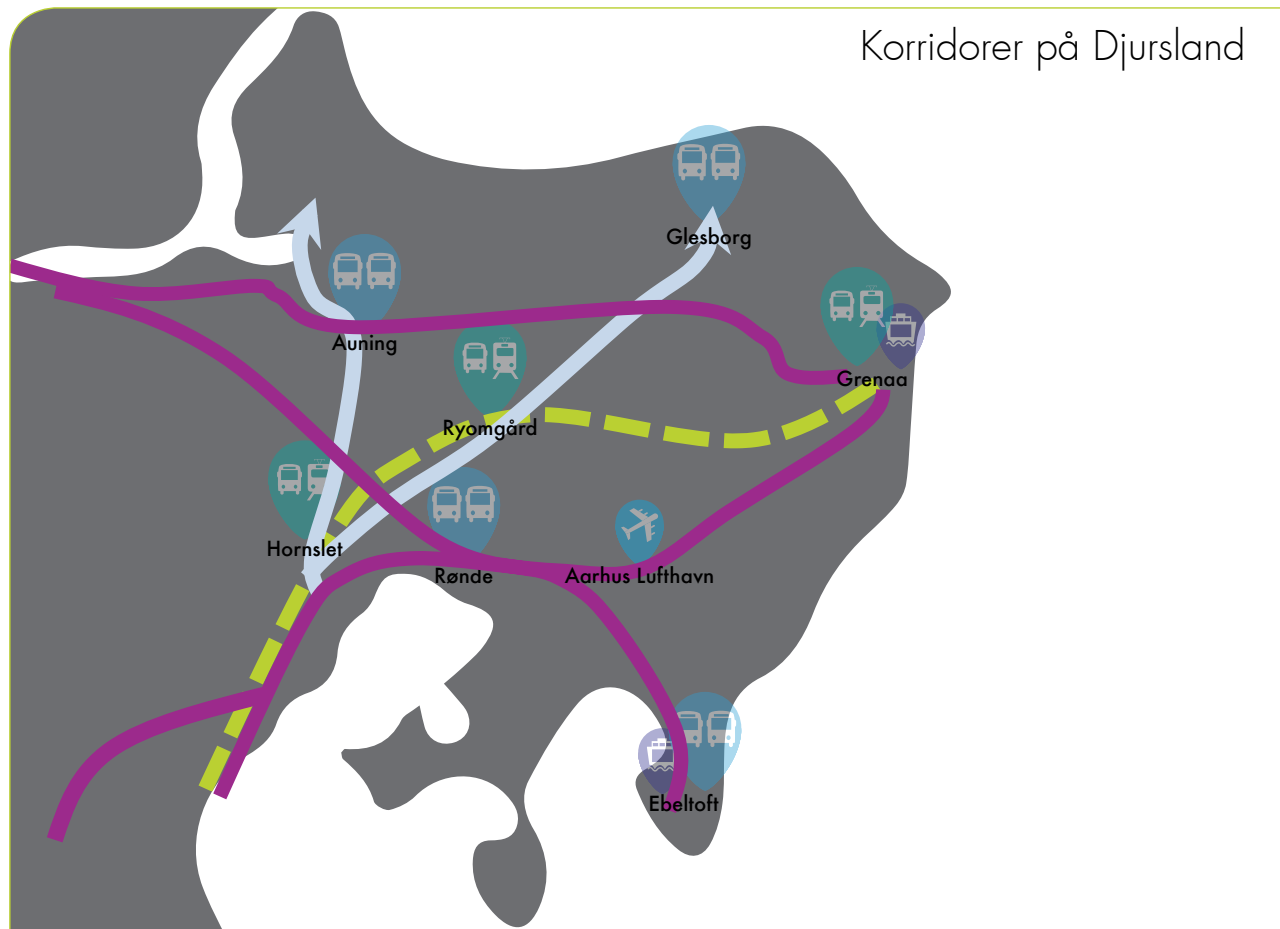 Korridorer på Djursland
Glesborg
Auning
Grenaa
Ryomgård
Hornslet
Rønde
Aarhus Lufthavn
Ebeltoft